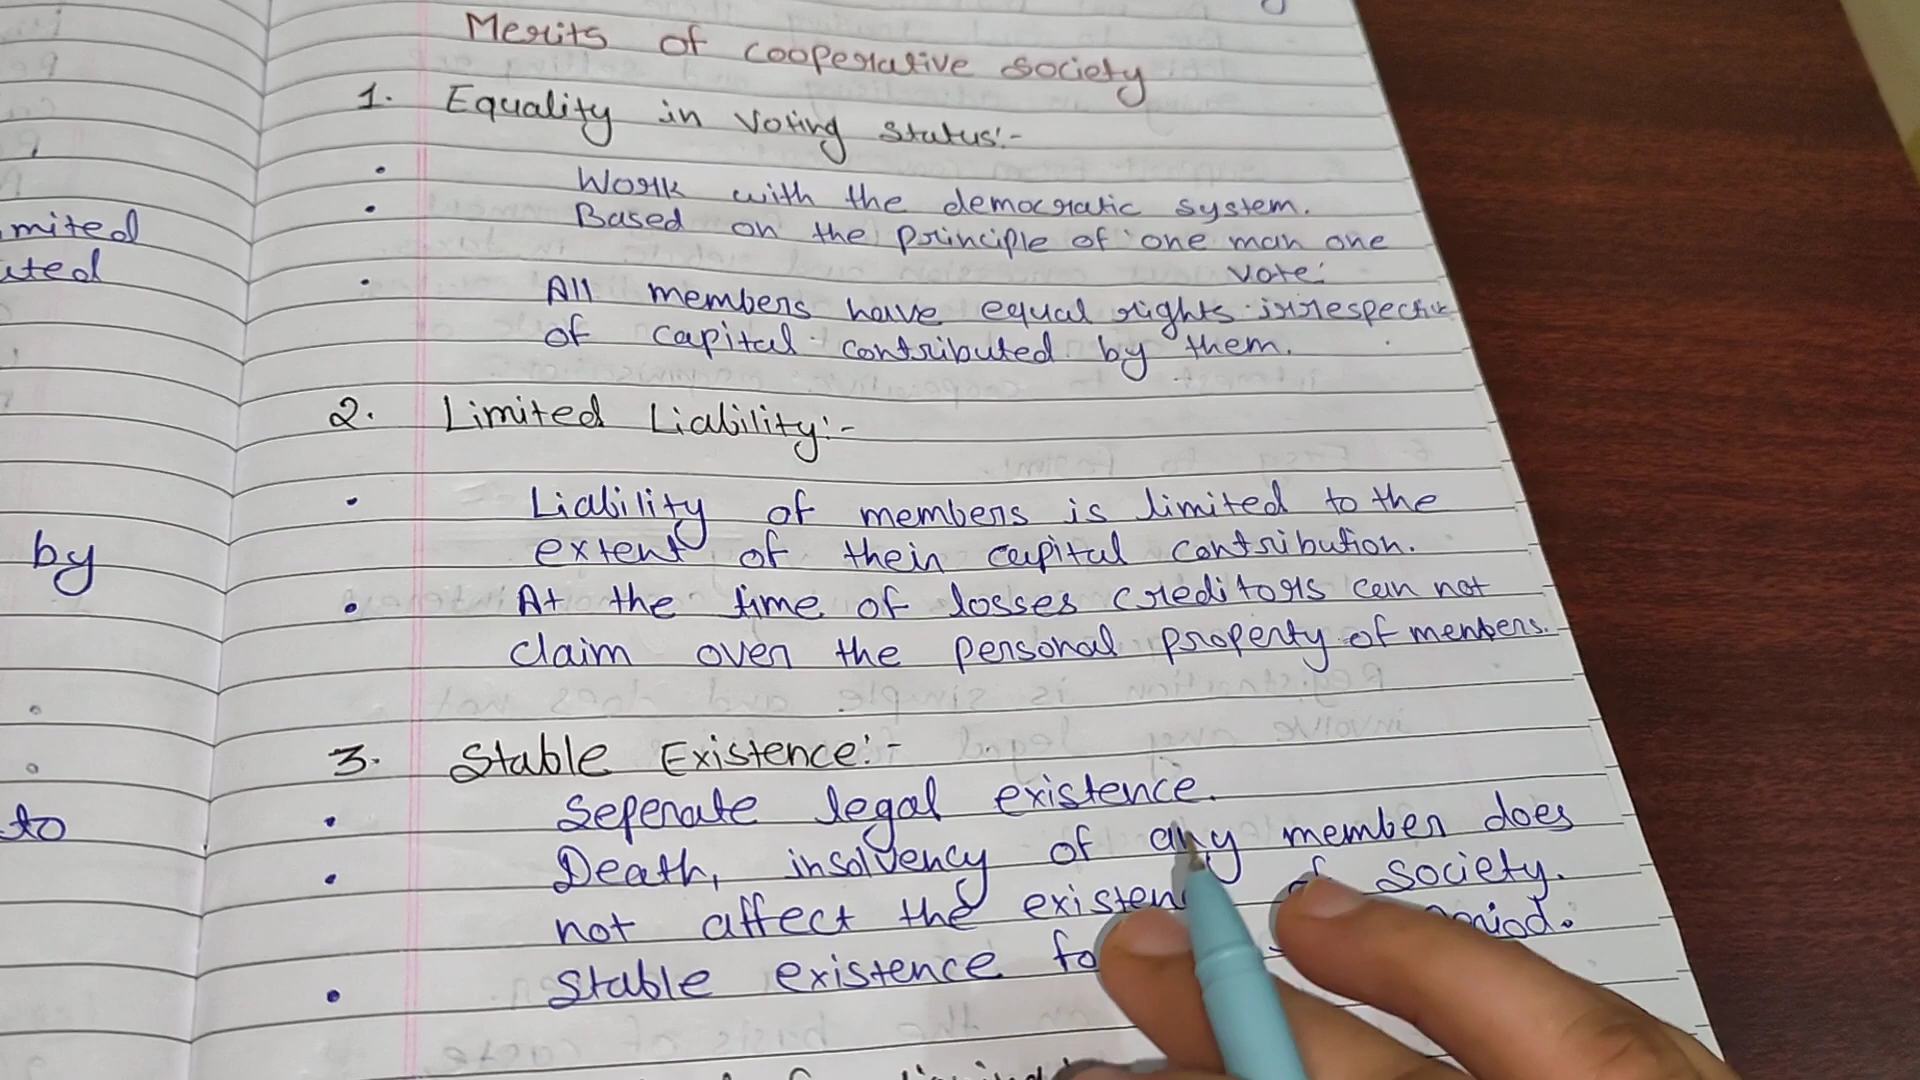 Merits of cooperative society
1. Equality in Voting Status:-
• Work with the democratic system.
• Based on the principle of one man one
vote.
• All members have equal rights irrespective
of capital contributed by them.
2. Limited Liability:-
• Liability of members is limited to the
extent of their capital contribution.
• At the time of losses creditors can not
claim over the personal property of members.
3. Stable Existence:-
• Seperate legal existence.
• Death, insolvency of any member does
not affect the existence of society.
• Stable existence period.
mited
by
to